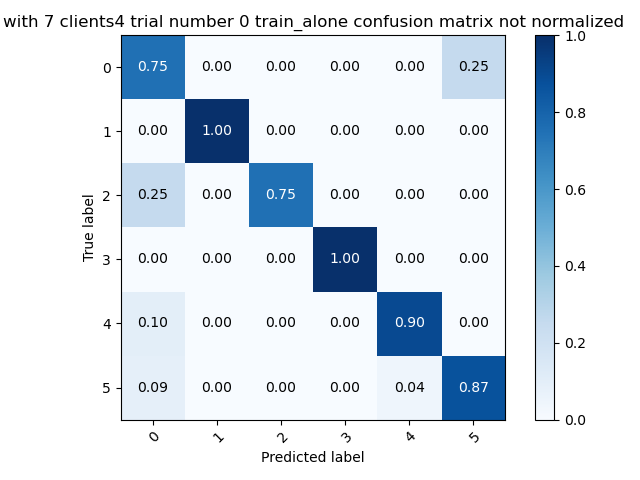 with 7 clients4 trial number 0 train_alone confusion matrix not normalized
0 0.75 0.00 0.00 0.00 0.00 0.25
1 0.00 1.00 0.00 0.00 0.00 0.00
2 0.25 0.00 0.75 0.00 0.00 0.00
3 0.00 0.00 0.00 1.00 0.00 0.00
4 0.10 0.00 0.00 0.00 0.90 0.00
5 0.09 0.00 0.00 0.00 0.04 0.87
0 1 2 3 4 5
True label
Predicted label
1.0
0.8
0.6
0.4
0.2
0.0